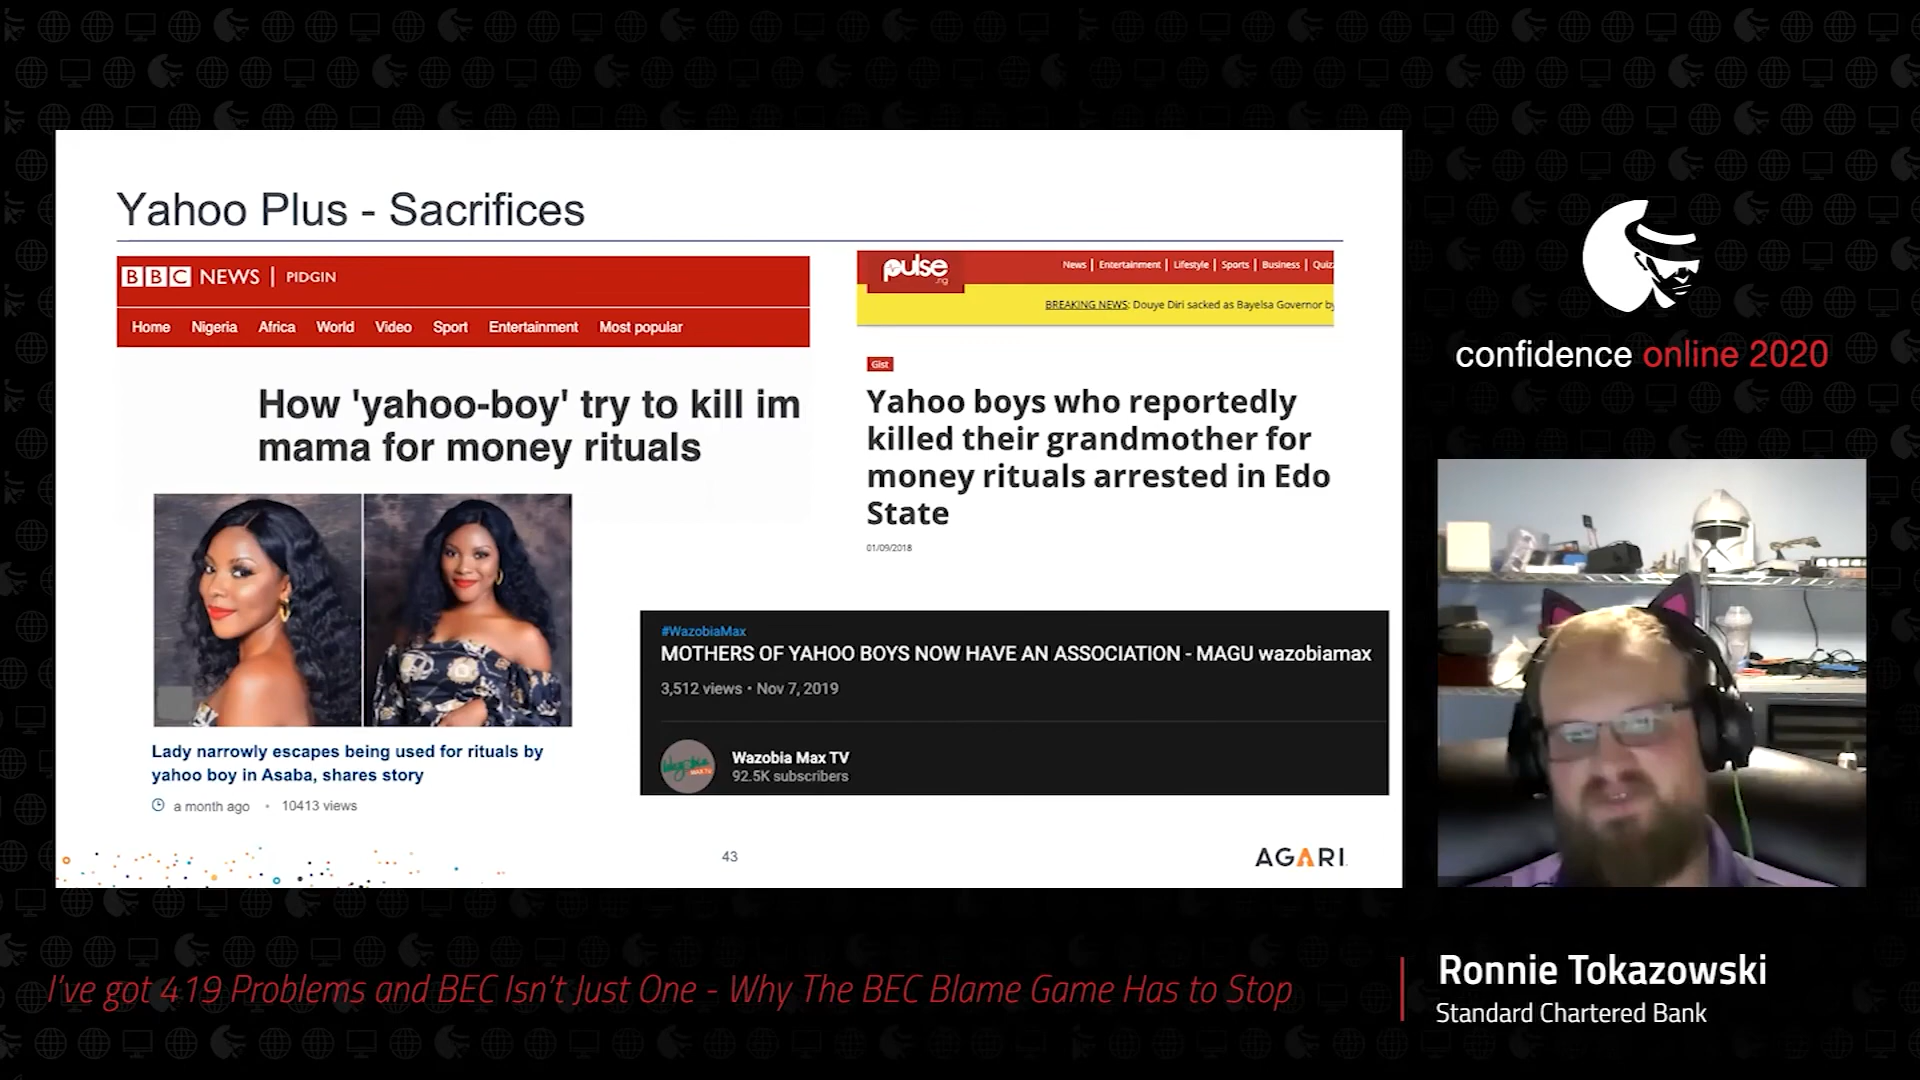 Yahoo Plus - Sacrifices
BBC NEWS | PIDGIN
Home Nigeria Africa World Video Sport Entertainment Most popular
How 'yahoo-boy' try to kill im
mama for money rituals
Lady narrowly escapes being used for rituals by
yahoo boy in Asaba, shares story
a month ago • 10413 views
pulse
.ng
News | Entertainment | Lifestyle | Sports | Business | Quiz
BREAKING NEWS: Douye Diri sacked as Bayelsa Governor by
Gist
Yahoo boys who reportedly
killed their grandmother for
money rituals arrested in Edo
State
01/09/2018
#WazobiaMax
MOTHERS OF YAHOO BOYS NOW HAVE AN ASSOCIATION - MAGU wazobiamax
3,512 views • Nov 7, 2019
Wazobia Max TV
92.5K subscribers
43
AGARI
confidence online 2020
I've got 419 Problems and BEC Isn't Just One - Why The BEC Blame Game Has to Stop
Ronnie Tokazowski
Standard Chartered Bank